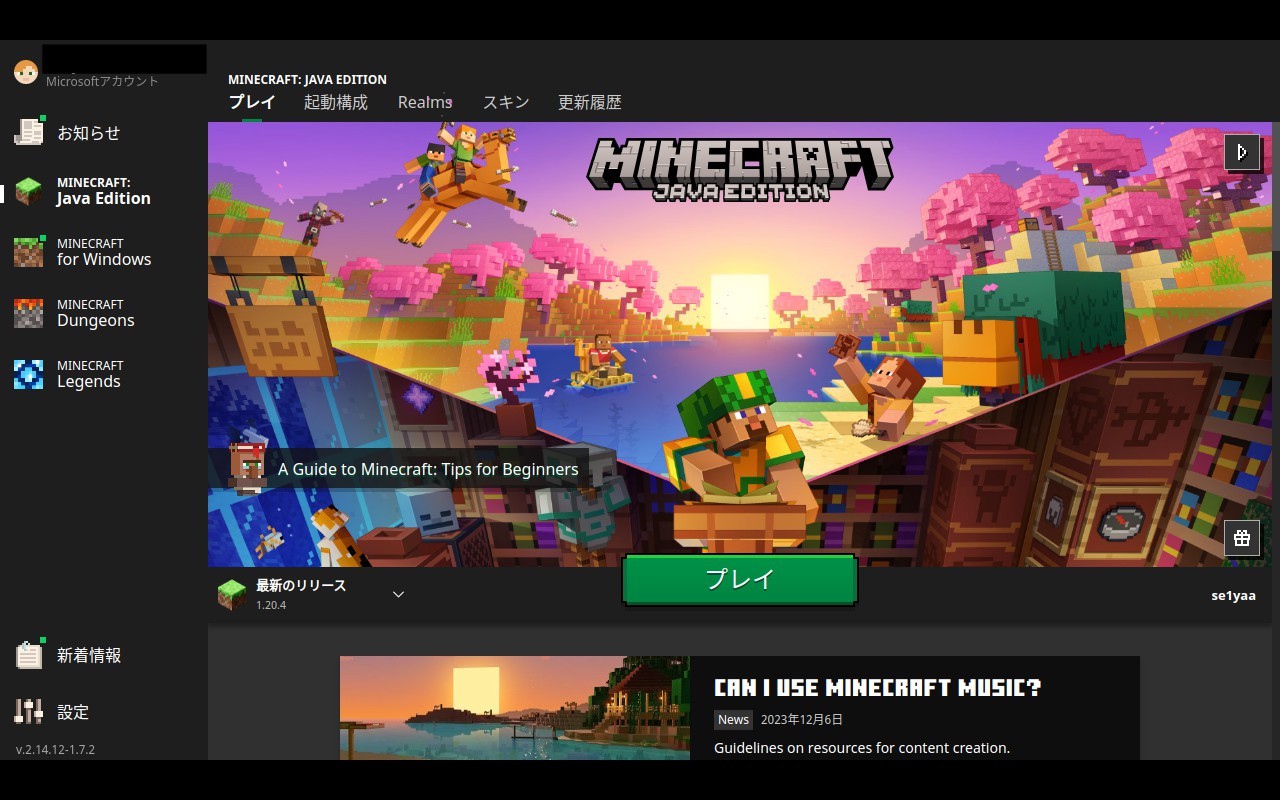 Microsoftアカウント
お知らせ
MINECRAFT:
Java Edition
MINECRAFT
for Windows
MINECRAFT
Dungeons
MINECRAFT
Legends
新着情報
設定
v.2.14.12-1.7.2
MINECRAFT: JAVA EDITION
プレイ 起動構成 Realms スキン 更新履歴
MINECRAFT
JAVA EDITION
A Guide to Minecraft: Tips for Beginners
最新のリリース
1.20.4
プレイ
se1yaa
CAN I USE MINECRAFT MUSIC?
News 2023年12月6日
Guidelines on resources for content creation.